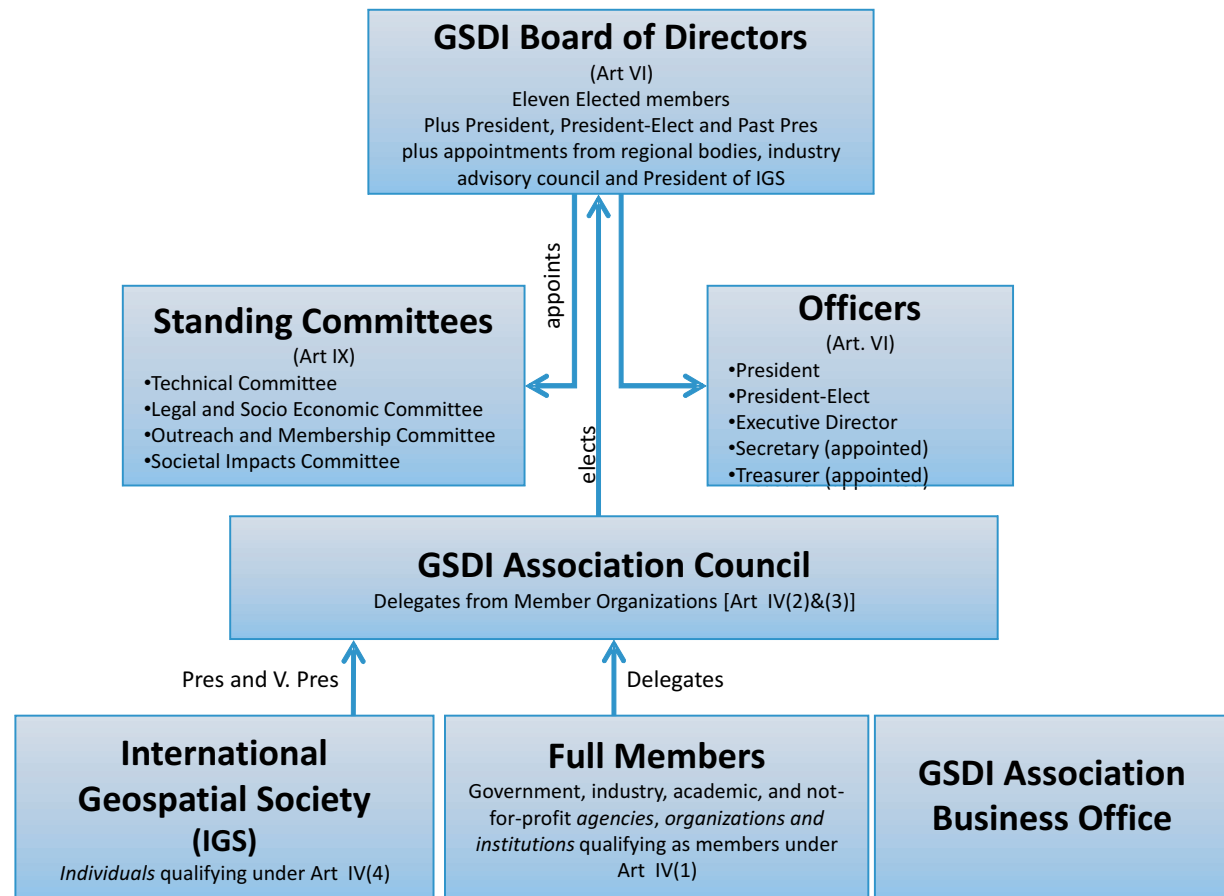 GSDI Board of Directors
(Art VI)
Eleven Elected members
Plus President, President-Elect and Past Pres
plus appointments from regional bodies, industry
advisory council and President of IGS
appoints
elects
Standing Committees
(Art IX)
•Technical Committee
•Legal and Socio Economic Committee
•Outreach and Membership Committee
•Societal Impacts Committee
Officers
(Art. VI)
•President
•President-Elect
•Executive Director
•Secretary (appointed)
•Treasurer (appointed)
GSDI Association Council
Delegates from Member Organizations [Art IV(2)&(3)]
Pres and V. Pres
Delegates
International
Geospatial Society
(IGS)
Individuals qualifying under Art IV(4)
Full Members
Government, industry, academic, and not-
for-profit agencies, organizations and
institutions qualifying as members under
Art IV(1)
GSDI Association
Business Office